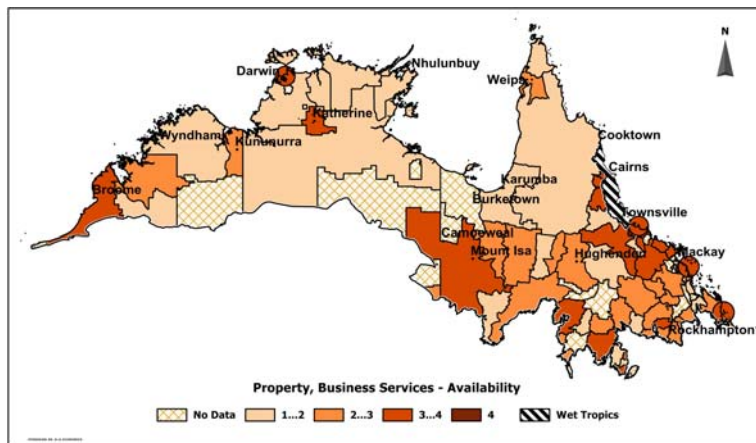 N
Darwin
Nhulunbuy
Weipa
Katherine
Wyndham
Kununurra
Cooktown
Cairns
Broome
Karumba
Burketown
Townsville
Camooweal
Mount Isa
Hughenden
Mackay
Rockhampton
Property, Business Services - Availability
No Data 1...2 2...3 3...4 4 Wet Tropics